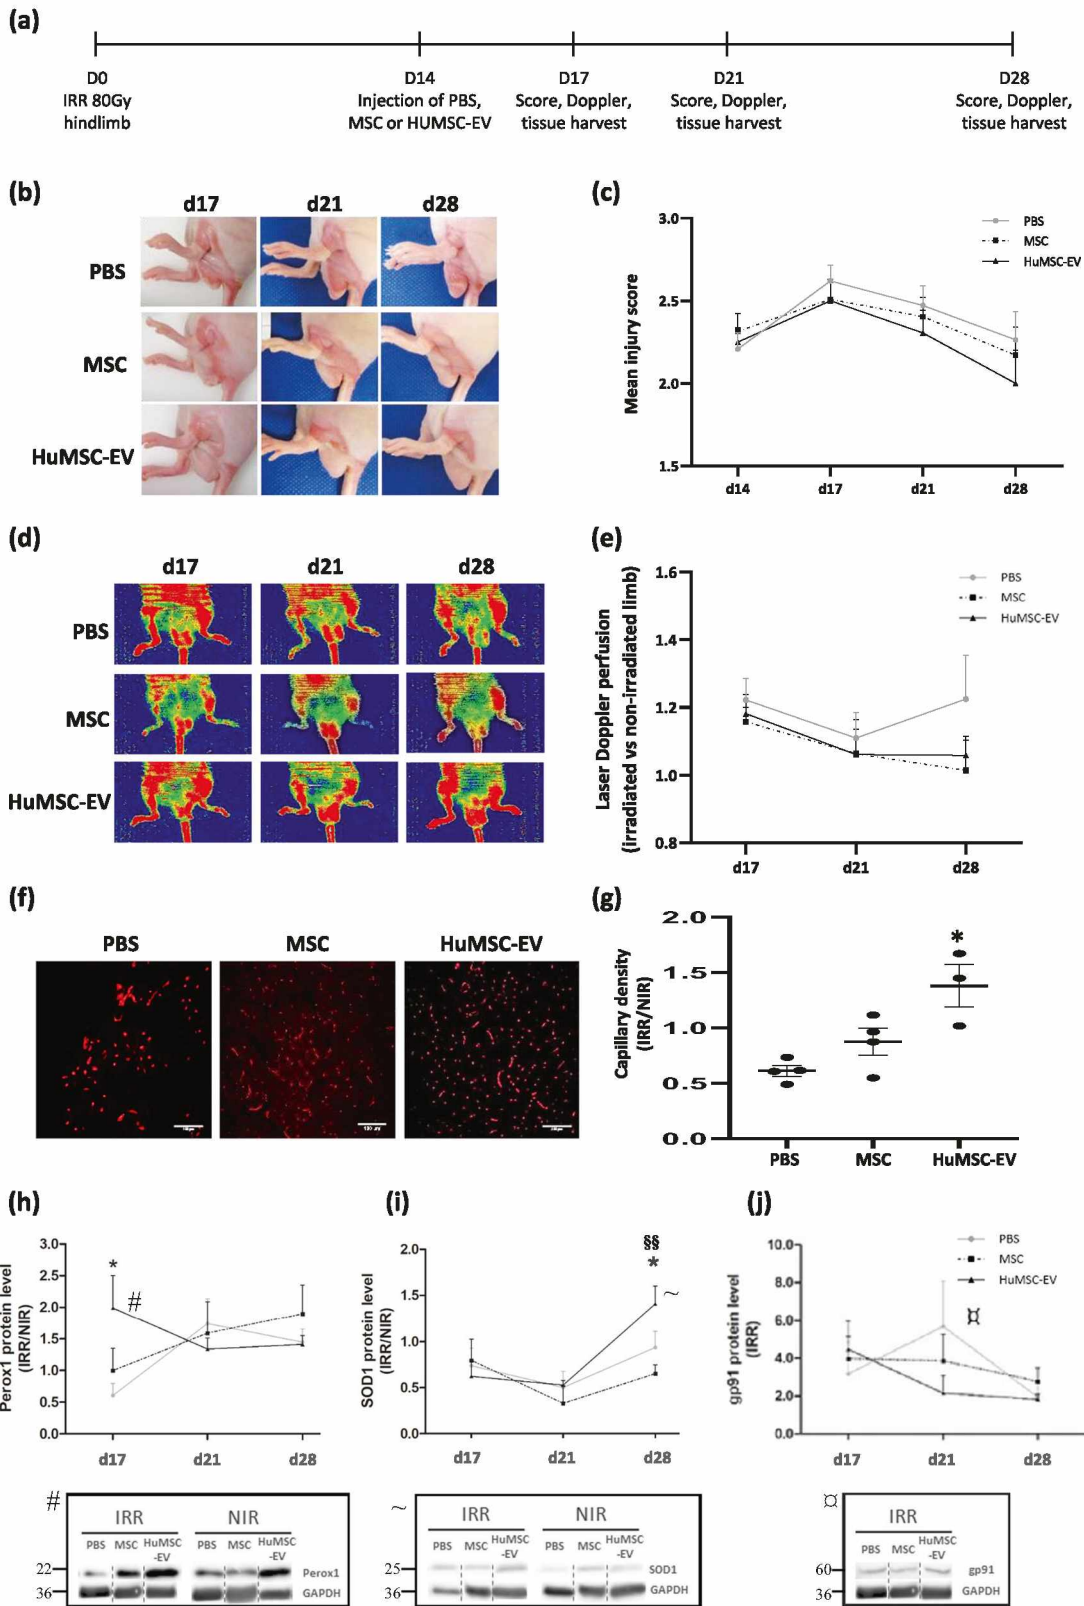 (a)
D0
IRR 80Gy
hindlimb
D14
Injection of PBS,
MSC or HUMSC-EV
D17
Score, Doppler,
tissue harvest
D21
Score, Doppler,
tissue harvest
D28
Score, Doppler,
tissue harvest
(b)
d17 d21 d28
PBS
MSC
HuMSC-EV
(c)
Mean injury score
3.0
2.5
2.0
1.5
d14 d17 d21 d28
PBS
MSC
HuMSC-EV
(d)
d17 d21 d28
PBS
MSC
HuMSC-EV
(e)
Laser Doppler perfusion
(irradiated vs non-irradiated limb)
1.6
1.4
1.2
1.0
0.8
d17 d21 d28
PBS
MSC
HuMSC-EV
(f)
PBS MSC HuMSC-EV
(g)
Capillary density
(IRR/NIR)
2.0
1.5
1.0
0.5
0.0
*
PBS MSC HuMSC-EV
(h)
Perox1 protein level
(IRR/NIR)
3.0
2.5
2.0
1.5
1.0
0.5
0.0
*
#
d17 d21 d28
(i)
SOD1 protein level
(IRR/NIR)
2.0
1.5
1.0
0.5
0.0
§§
*
~
d17 d21 d28
(j)
gp91 protein level
(IRR)
10.0
8.0
6.0
4.0
2.0
0.0
PBS
MSC
HuMSC-EV
¤
d17 d21 d28
#
IRR NIR
PBS MSC HuMSC
-EV
PBS MSC HuMSC
-EV
22 Perox1
36 GAPDH
~
IRR NIR
PBS MSC HuMSC
-EV
PBS MSC HuMSC
-EV
25 SOD1
36 GAPDH
¤
IRR
PBS MSC HuMSC
-EV
60 gp91
36 GAPDH